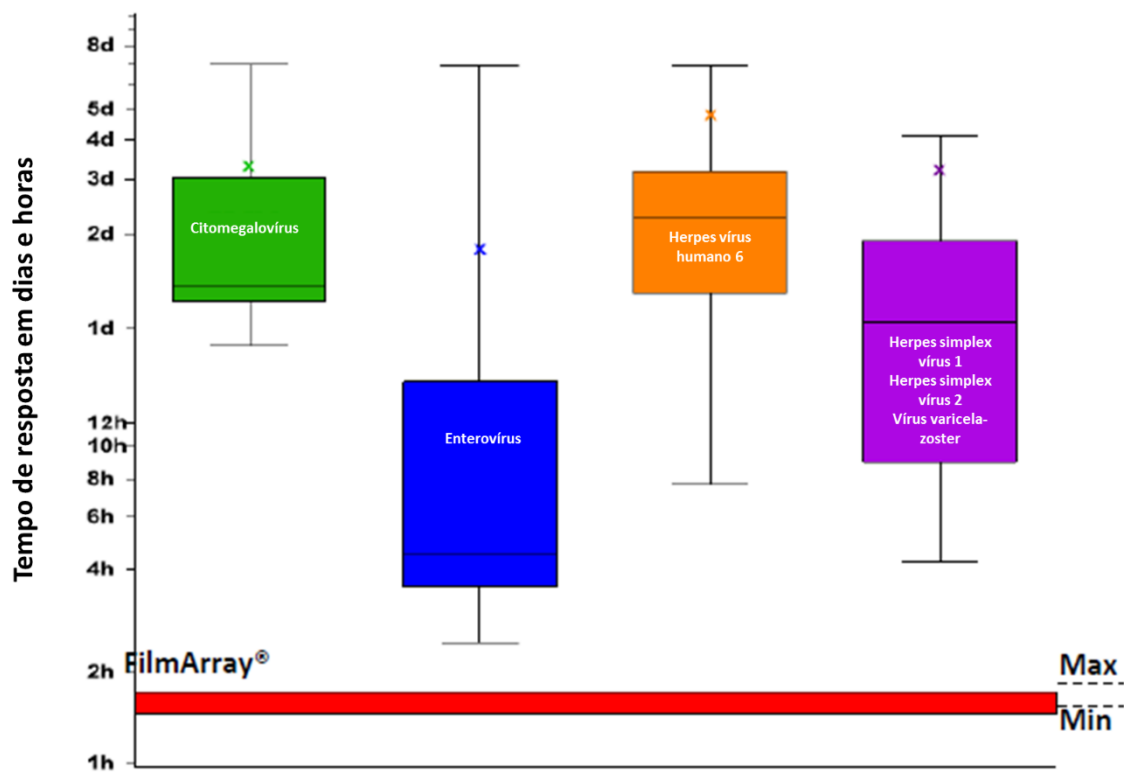 Tempo de resposta em dias e horas
8d
5d
4d
3d
2d
1d
12h
10h
8h
6h
4h
2h
1h
Citomegalovírus
Enterovírus
Herpes vírus
humano 6
Herpes simplex
vírus 1
Herpes simplex
vírus 2
Vírus varicela-
zoster
FilmArray®
Max
Min